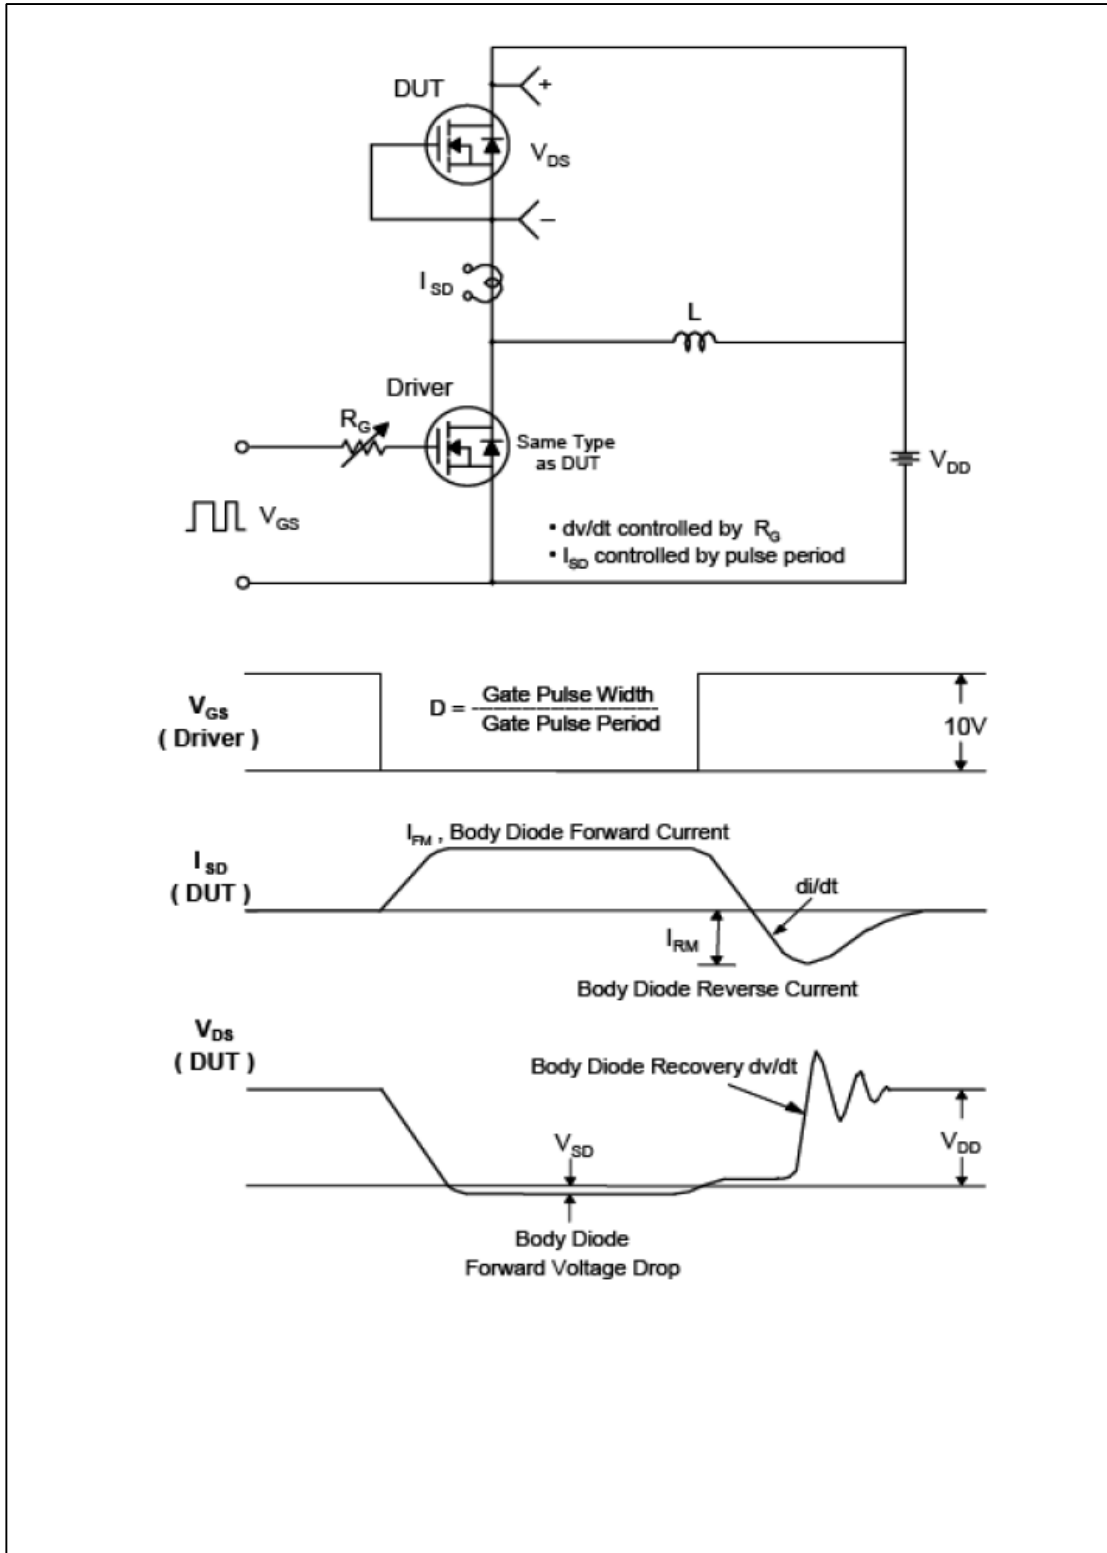 DUT
+
V_DS
–
I_SD
L
Driver
R_G
Same Type
as DUT
V_DD
V_GS
• dv/dt controlled by R_G
• I_SD controlled by pulse period
V_GS
( Driver )
D = Gate Pulse Width
Gate Pulse Period
10V
I_FM , Body Diode Forward Current
I_SD
( DUT )
di/dt
I_RM
Body Diode Reverse Current
V_DS
( DUT )
Body Diode Recovery dv/dt
V_SD
V_DD
Body Diode
Forward Voltage Drop